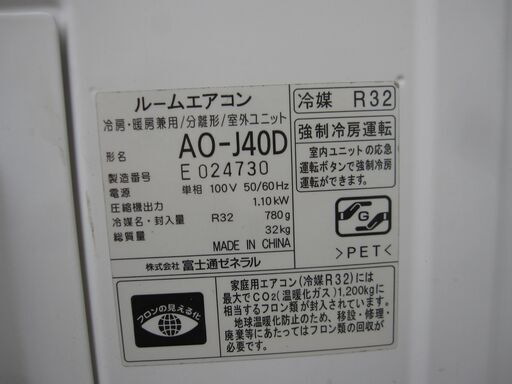 ルームエアコン
冷房・暖房兼用/分離形/室外ユニット
形名 AO-J40D
製造番号 E024730
電源 単相 100V 50/60Hz
圧縮機出力 1.10kW
冷媒名・封入量 R32 780g
総質量 32kg
MADE IN CHINA
株式会社 富士通ゼネラル
冷媒 R32
強制冷房運転
室内ユニットの応急
運転ボタンで強制冷房
運転ができます。
G
>PET<
フロンの見える化
家庭用エアコン(冷媒R32)には
最大でCO2(温暖化ガス)1,200kgに
相当するフロン類が封入されていま
す。地球温暖化防止のため、移設・修理・
廃棄等にあたってはフロン類の回収が
必要です。